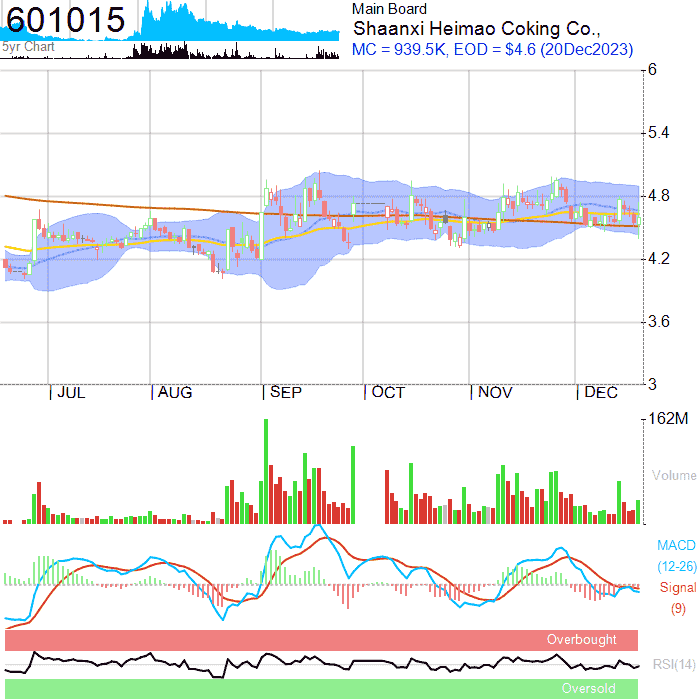 601015
5yr Chart
Main Board
Shaanxi Heimao Coking Co.,
MC = 939.5K, EOD = $4.6 (20Dec2023)
6
5.4
4.8
4.2
3.6
3
JUL AUG SEP OCT NOV DEC
162M
Volume
MACD
(12-26)
Signal
(9)
Overbought
RSI(14)
Oversold